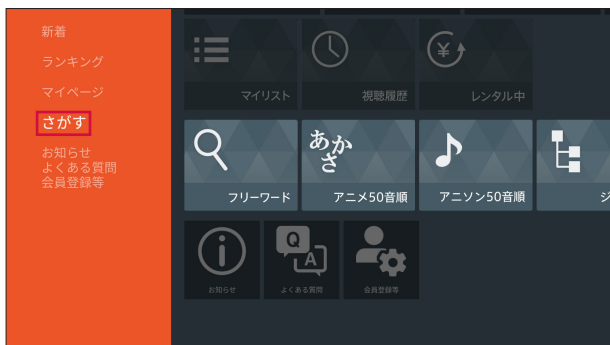 新着
ランキング
マイページ
さがす
お知らせ
よくある質問
会員登録等
マイリスト
視聴履歴
¥
レンタル中
フリーワード
あかさ
アニメ50音順
アニソン50音順
ジ
お知らせ
Q
A
よくある質問
会員登録等